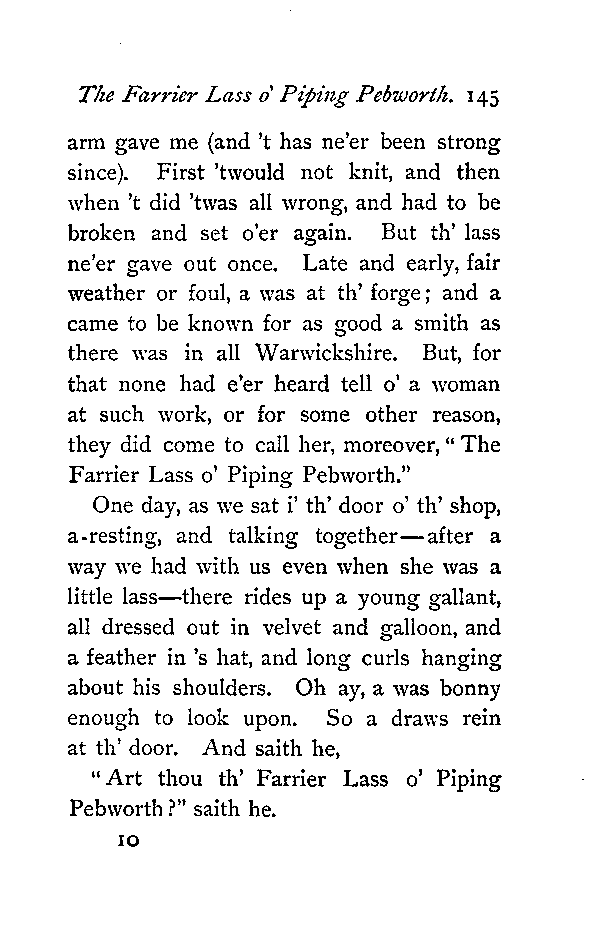 The Farrier Lass o' Piping Pebworth. 145
arm gave me (and 't has ne'er been strong
since). First 'twould not knit, and then
when 't did 'twas all wrong, and had to be
broken and set o'er again. But th' lass
ne'er gave out once. Late and early, fair
weather or foul, a was at th' forge; and a
came to be known for as good a smith as
there was in all Warwickshire. But, for
that none had e'er heard tell o' a woman
at such work, or for some other reason,
they did come to call her, moreover, "The
Farrier Lass o' Piping Pebworth."
One day, as we sat i' th' door o' th' shop,
a-resting, and talking together—after a
way we had with us even when she was a
little lass—there rides up a young gallant,
all dressed out in velvet and galloon, and
a feather in 's hat, and long curls hanging
about his shoulders. Oh ay, a was bonny
enough to look upon. So a draws rein
at th' door. And saith he,
"Art thou th' Farrier Lass o' Piping
Pebworth?" saith he.
10